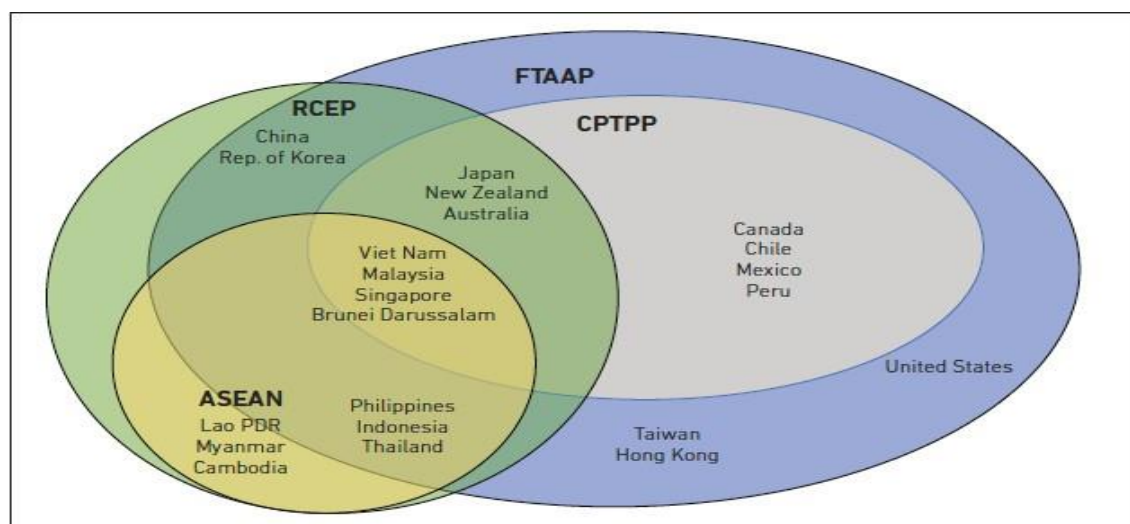 FTAAP
RCEP
CPTPP
China
Rep. of Korea
Japan
New Zealand
Australia
Viet Nam
Malaysia
Singapore
Brunei Darussalam
Canada
Chile
Mexico
Peru
United States
ASEAN
Lao PDR
Myanmar
Cambodia
Philippines
Indonesia
Thailand
Taiwan
Hong Kong